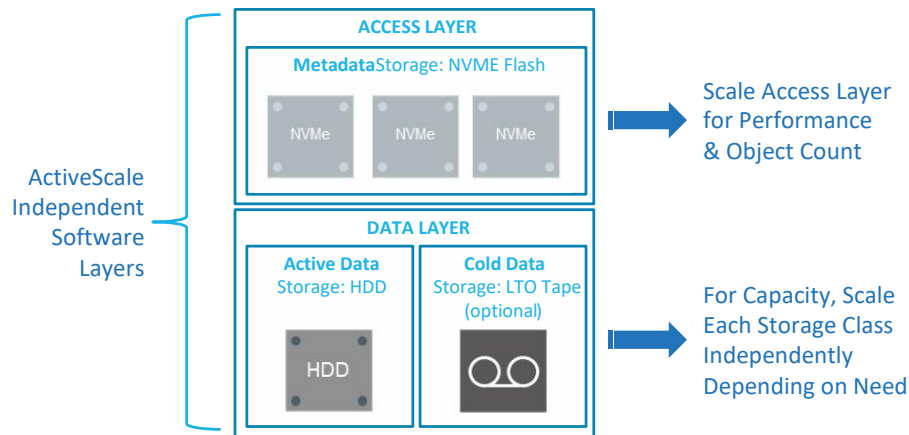 ACCESS LAYER
MetadataStorage: NVME Flash
NVMe
NVMe
NVMe
Scale Access Layer
for Performance
& Object Count
ActiveScale
Independent
Software
Layers
DATA LAYER
Active Data
Storage: HDD
HDD
Cold Data
Storage: LTO Tape
(optional)
For Capacity, Scale
Each Storage Class
Independently
Depending on Need